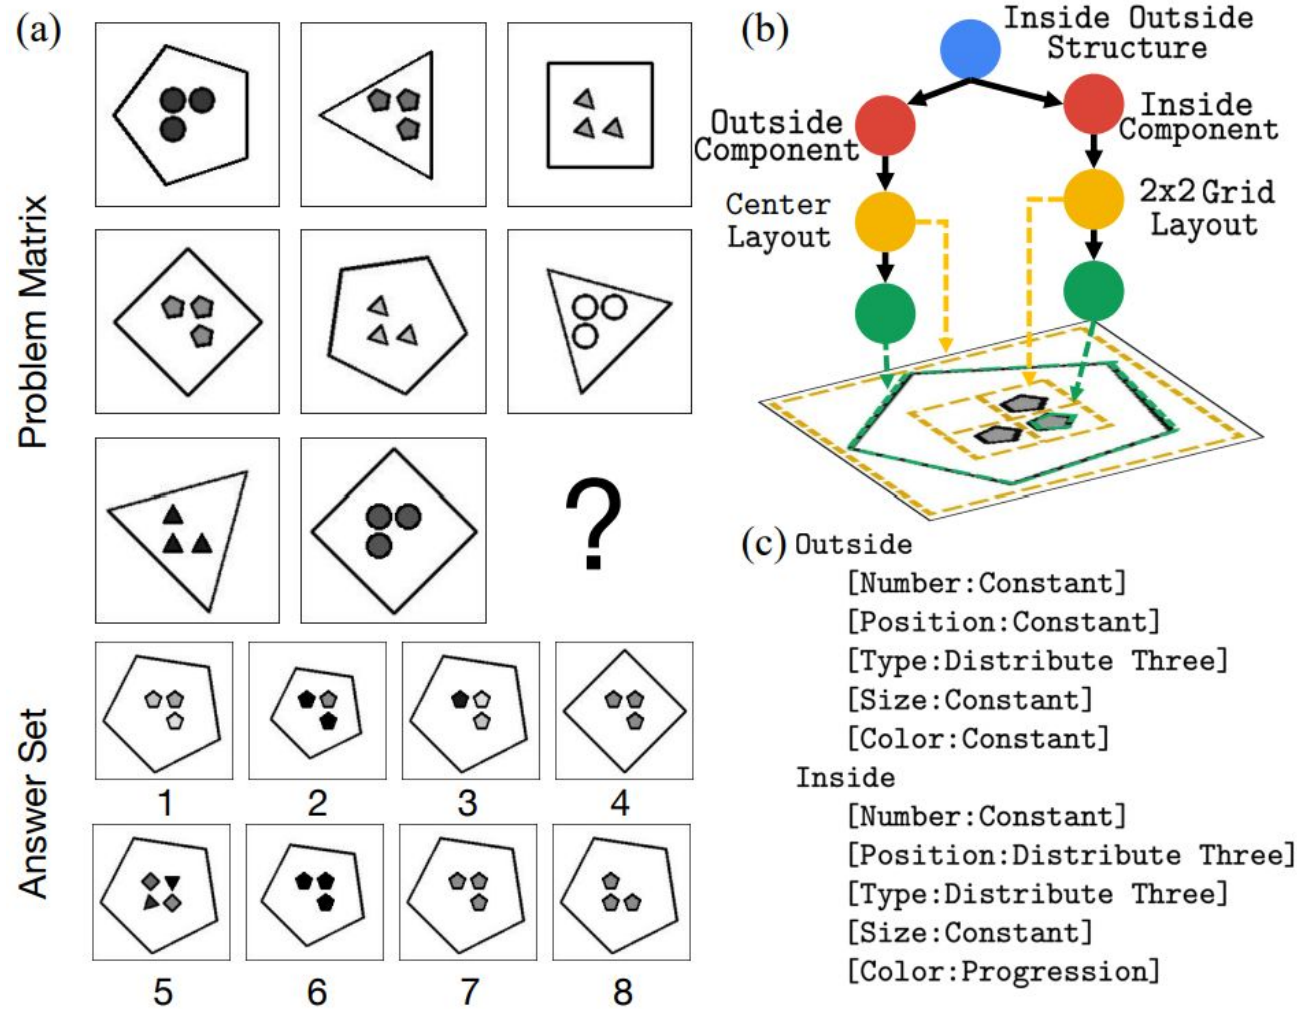 (a)
Problem Matrix
?
Answer Set
1 2 3 4
5 6 7 8
(b)
Inside Outside
Structure
Outside
Component
Inside
Component
Center
Layout
2x2 Grid
Layout
(c)
Outside
[Number:Constant]
[Position:Constant]
[Type:Distribute Three]
[Size:Constant]
[Color:Constant]
Inside
[Number:Constant]
[Position:Distribute Three]
[Type:Distribute Three]
[Size:Constant]
[Color:Progression]